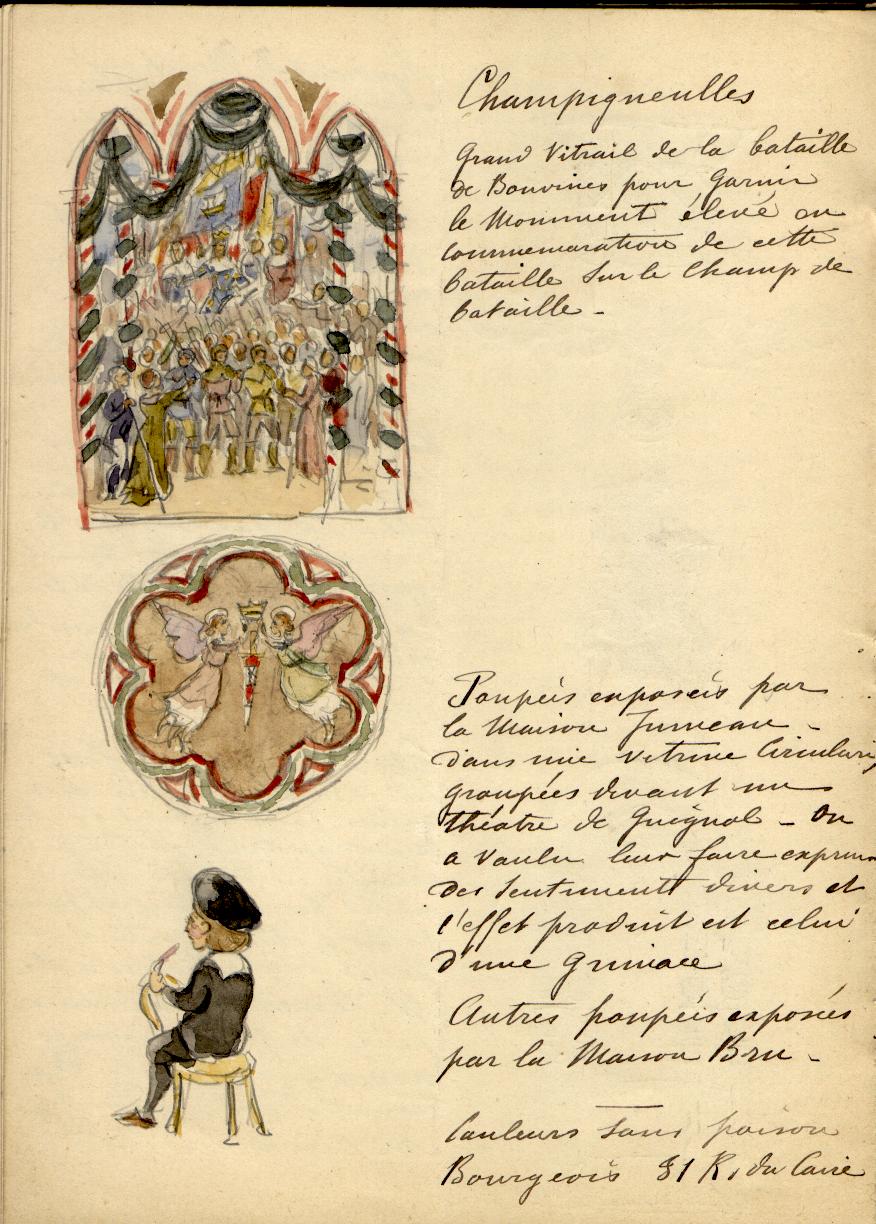 Champigneulles
Grand Vitrail de la bataille
de Bouvines pour garnir
le Monument élevé en
commemoration de cette
bataille sur le Champ de
bataille -
Poupées exposées par
la Maison Jumeau -
dans une vitrine Circulaire,
groupées devant un
théatre de Guignol - On
a voulu leur faire exprimer
des sentiments divers et
l'effet produit est celui
d'une Grimace
Autres poupées exposées
par la Maison Bru -
Couleurs sans poison
Bourgeois 31 R. du Caire